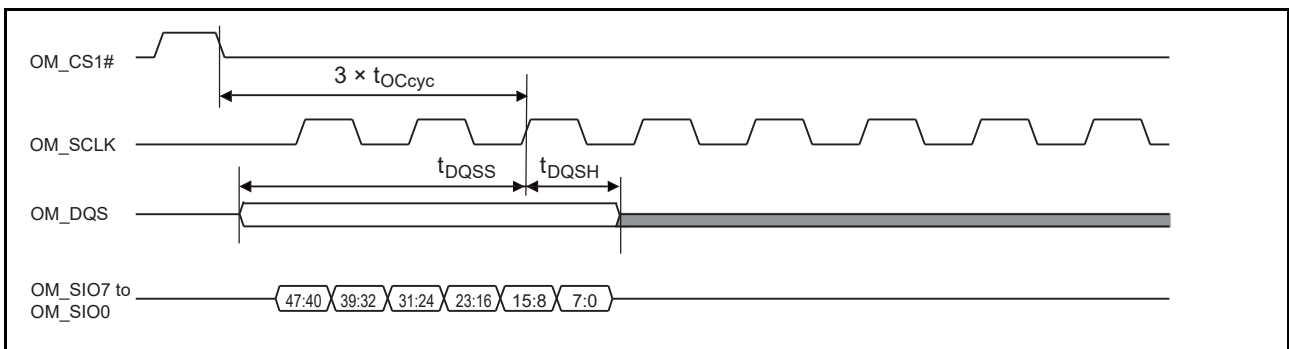 OM_CS1#
3 × tOCcyc
OM_SCLK
tDQSS
tDQSH
OM_DQS
OM_SIO7 to
OM_SIO0
47:40 39:32 31:24 23:16 15:8 7:0